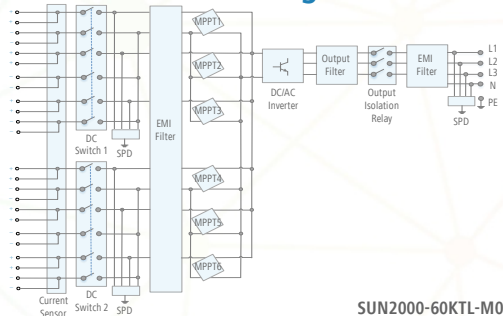 MPPT1
MPPT2
MPPT3
MPPT4
MPPT5
MPPT6
DC
Switch 1
SPD
EMI
Filter
DC/AC
Inverter
Output
Filter
Output
Isolation
Relay
EMI
Filter
L1
L2
L3
N
PE
SPD
Current
Sensor
DC
Switch 2
SPD
SUN2000-60KTL-M0